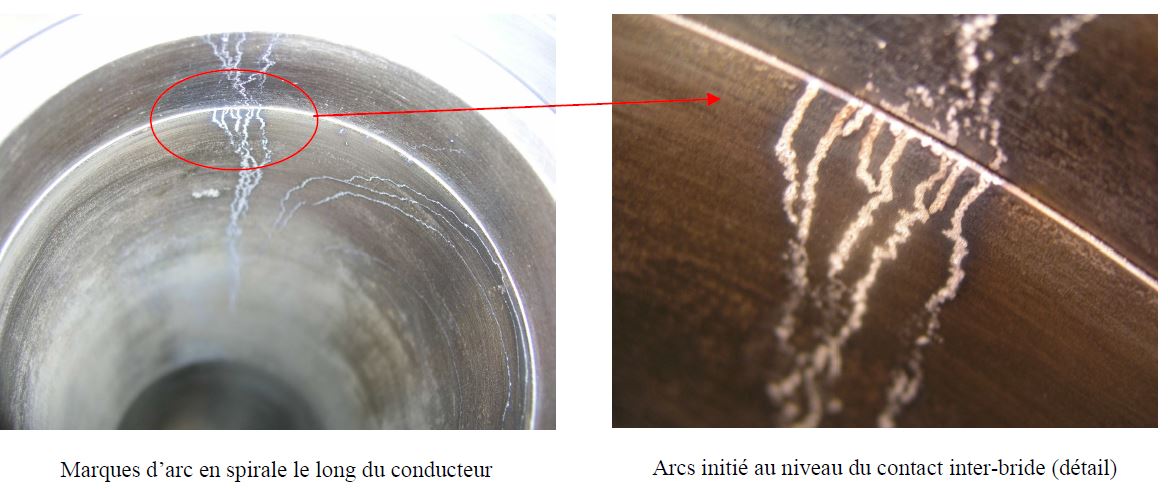 Marques d’arc en spirale le long du conducteur
Arcs initié au niveau du contact inter-bride (détail)